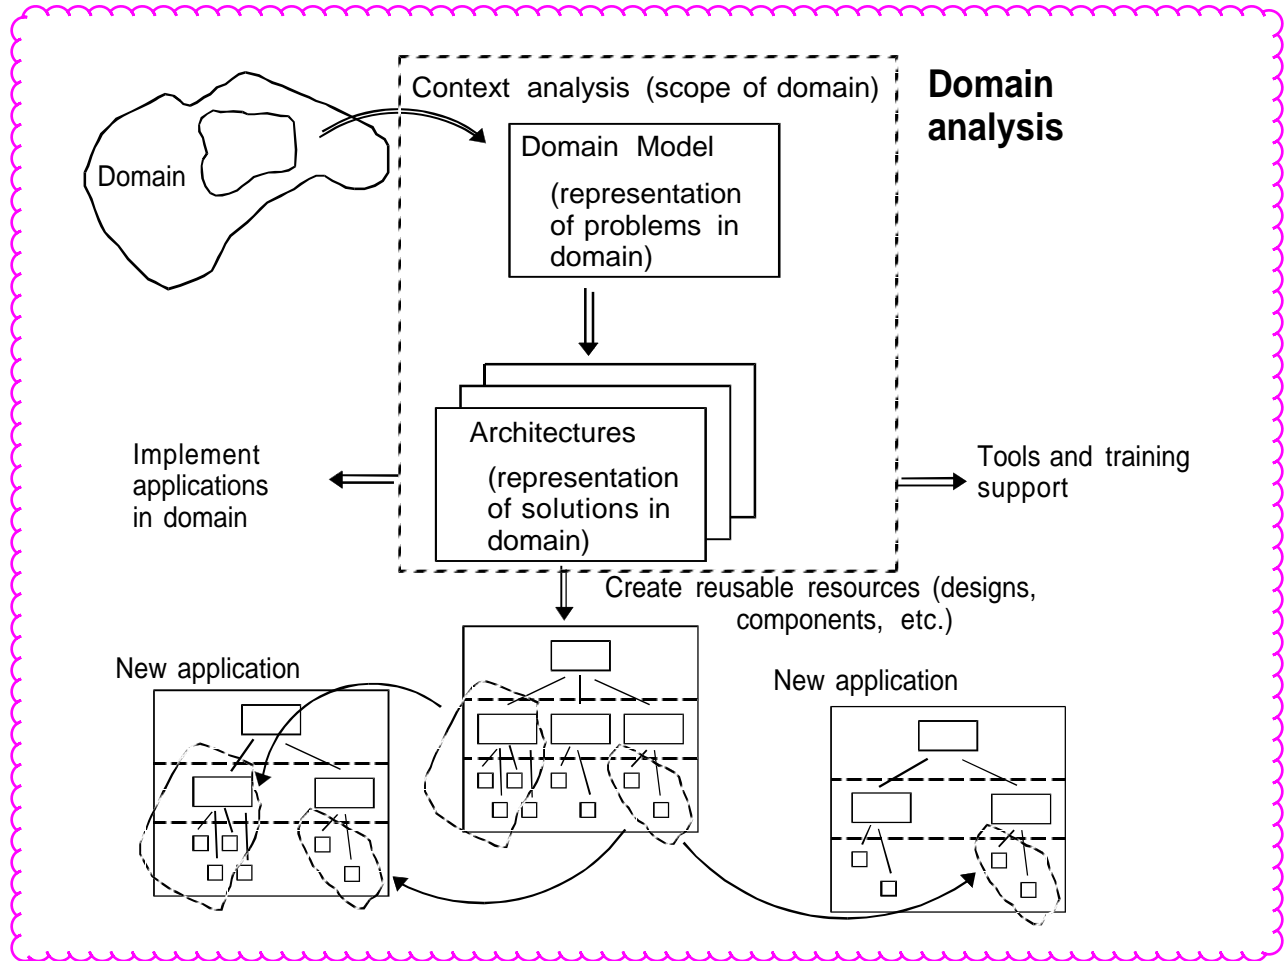 Context analysis (scope of domain)
Domain
analysis
Domain
Domain Model
(representation
of problems in
domain)
Architectures
(representation
of solutions in
domain)
Implement
applications
in domain
Tools and training
support
Create reusable resources (designs,
components, etc.)
New application
New application